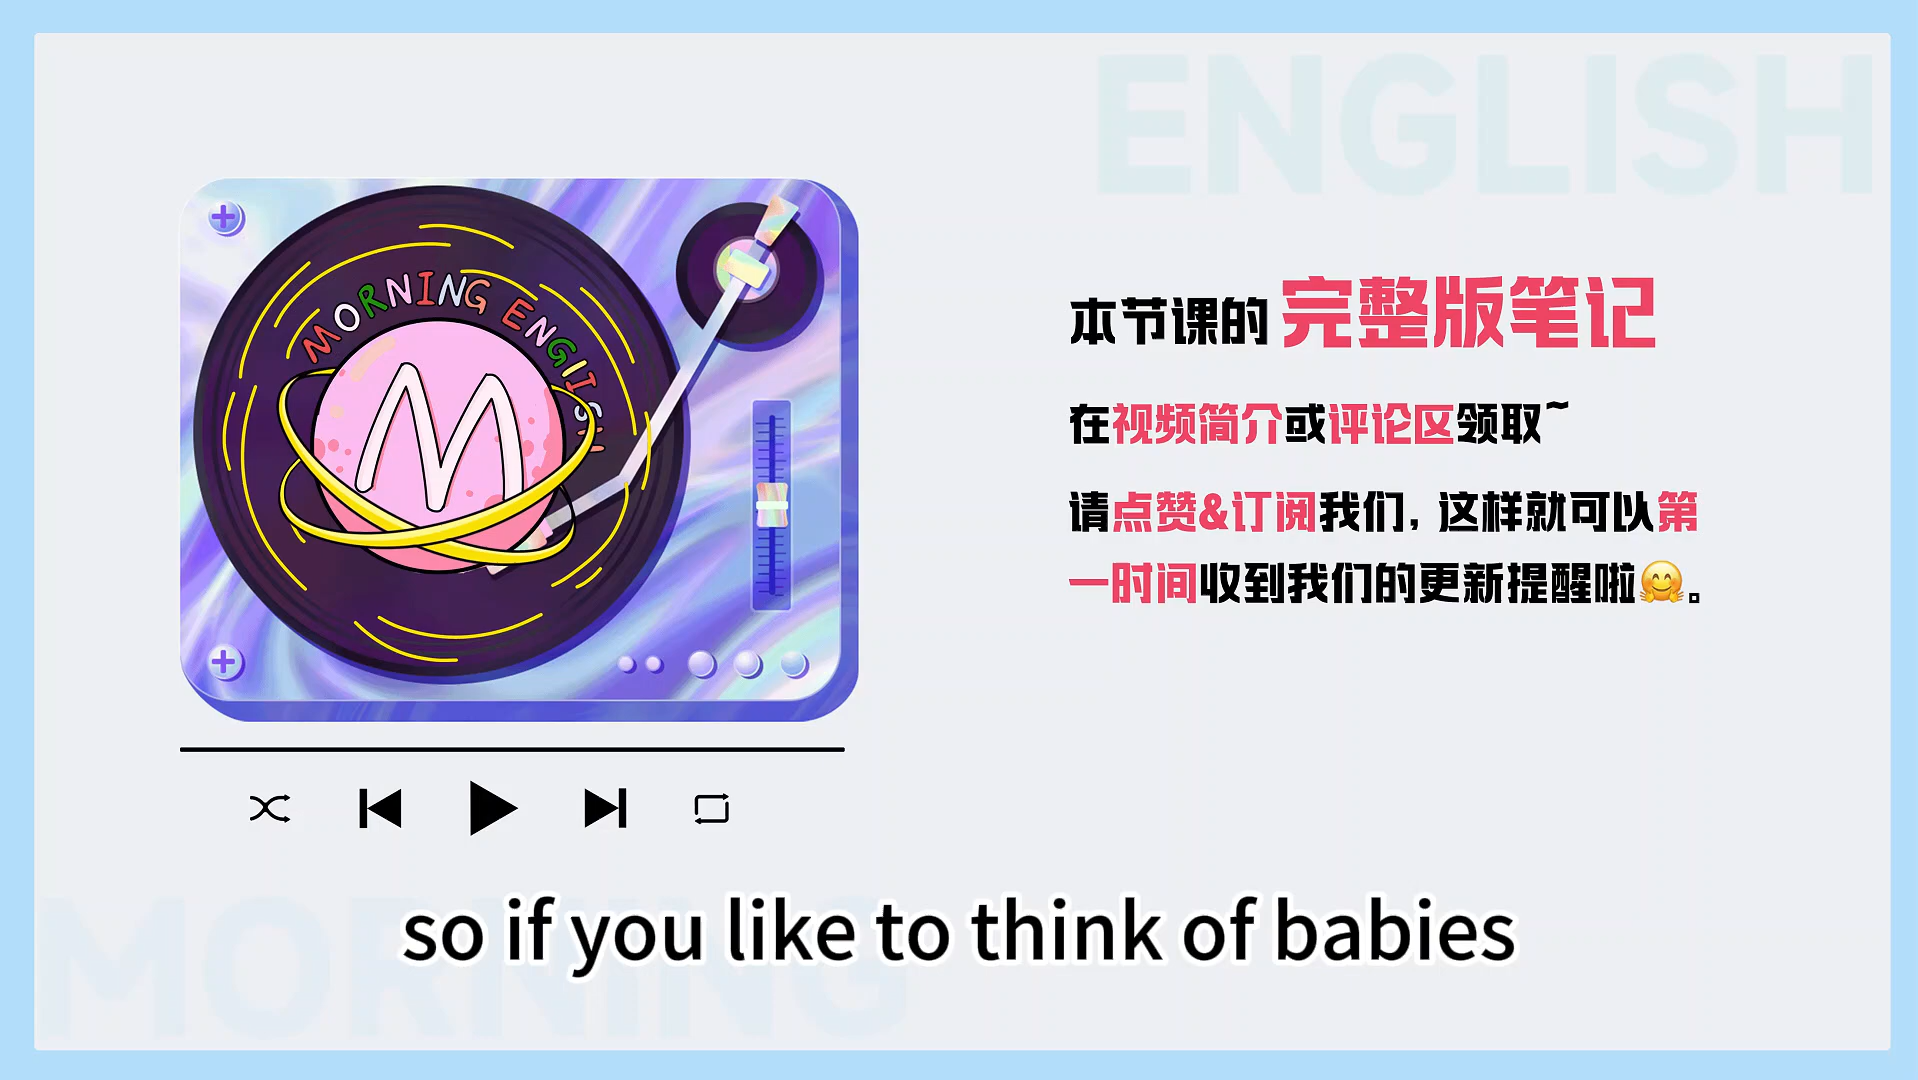 ENGLISH
MORNING ENGlISH
M
本节课的完整版笔记
在视频简介或评论区领取~
请点赞&订阅我们,这样就可以第
一时间收到我们的更新提醒啦🤗。
MORNING
so if you like to think of babies